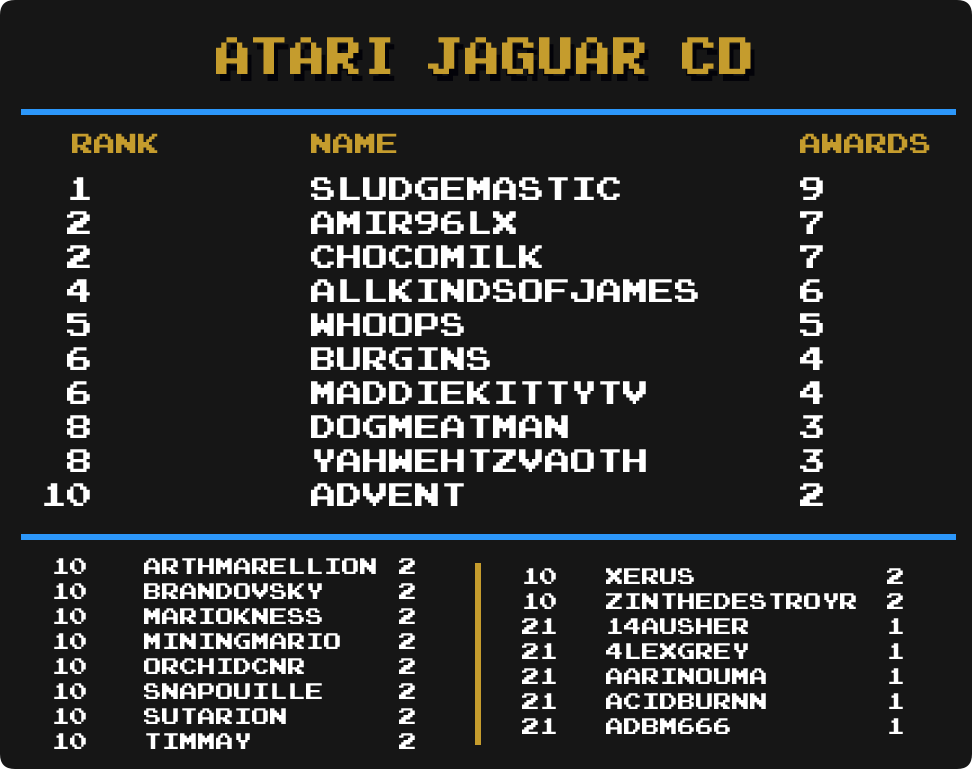 ATARI JAGUAR CD
RANK NAME AWARDS
1 SLUDGEMASTIC 9
2 AMIR96LX 7
2 CHOCOMILK 7
4 ALLKINDSOFJAMES 6
5 WHOOPS 5
6 BURGINS 4
6 MADDIEKITTYTV 4
8 DOGMEATMAN 3
8 YAHWEHTZVAOTH 3
10 ADVENT 2
10 ARTHMARELLION 2
10 BRANDOVSKY 2
10 MARIOKNESS 2
10 MININGMARIO 2
10 ORCHIDCNR 2
10 SNAPOUILLE 2
10 SUTARION 2
10 TIMMAY 2
10 XERUS 2
10 ZINTHEDESTROYR 2
21 14AUSHER 1
21 4LEXGREY 1
21 AARINOUMA 1
21 ACIDBURNN 1
21 ADBM666 1